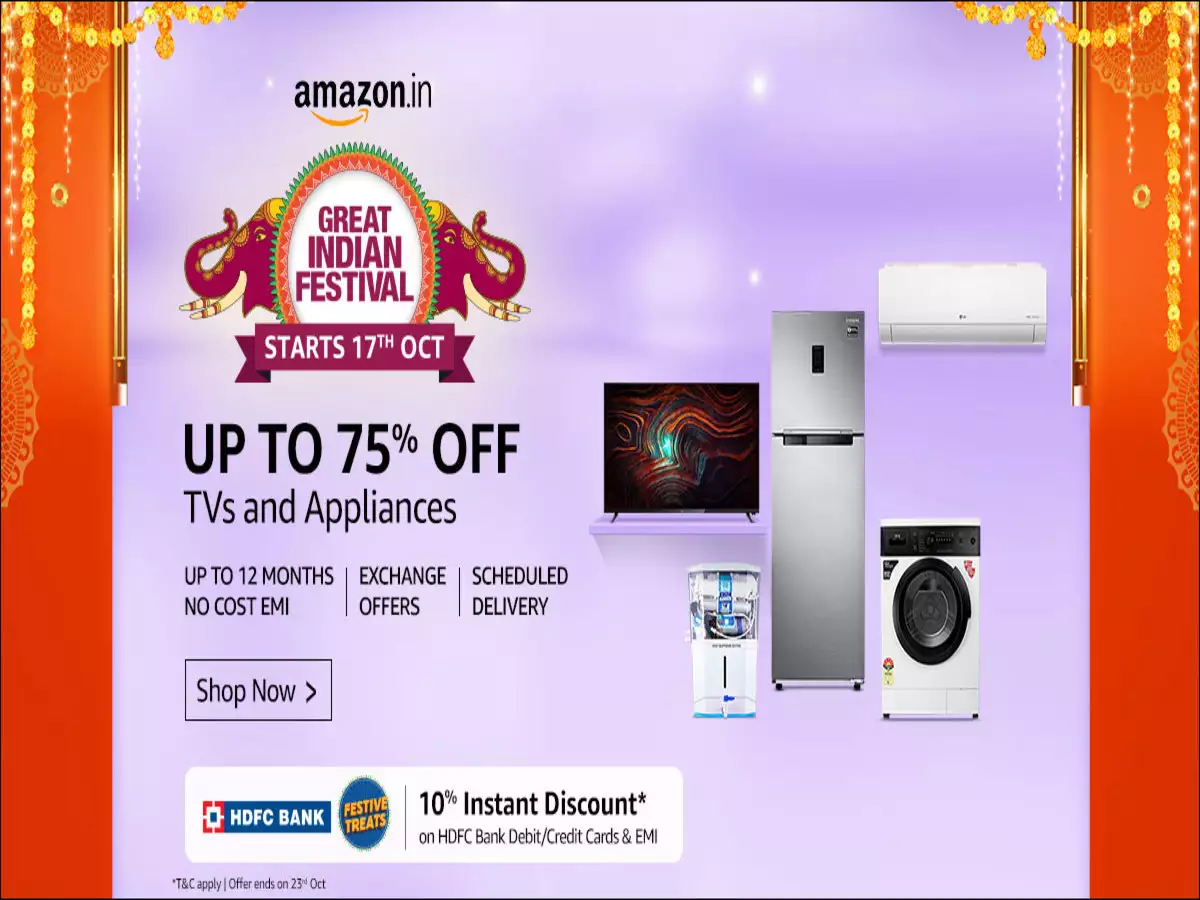 amazon.in
GREAT
INDIAN
FESTIVAL
STARTS 17TH OCT
UP TO 75% OFF
TVs and Appliances
UP TO 12 MONTHS
NO COST EMI
EXCHANGE
OFFERS
SCHEDULED
DELIVERY
Shop Now >
HDFC BANK
FESTIVE
TREATS
10% Instant Discount*
on HDFC Bank Debit/Credit Cards & EMI
*T&C apply | Offer ends on 23rd Oct
LG